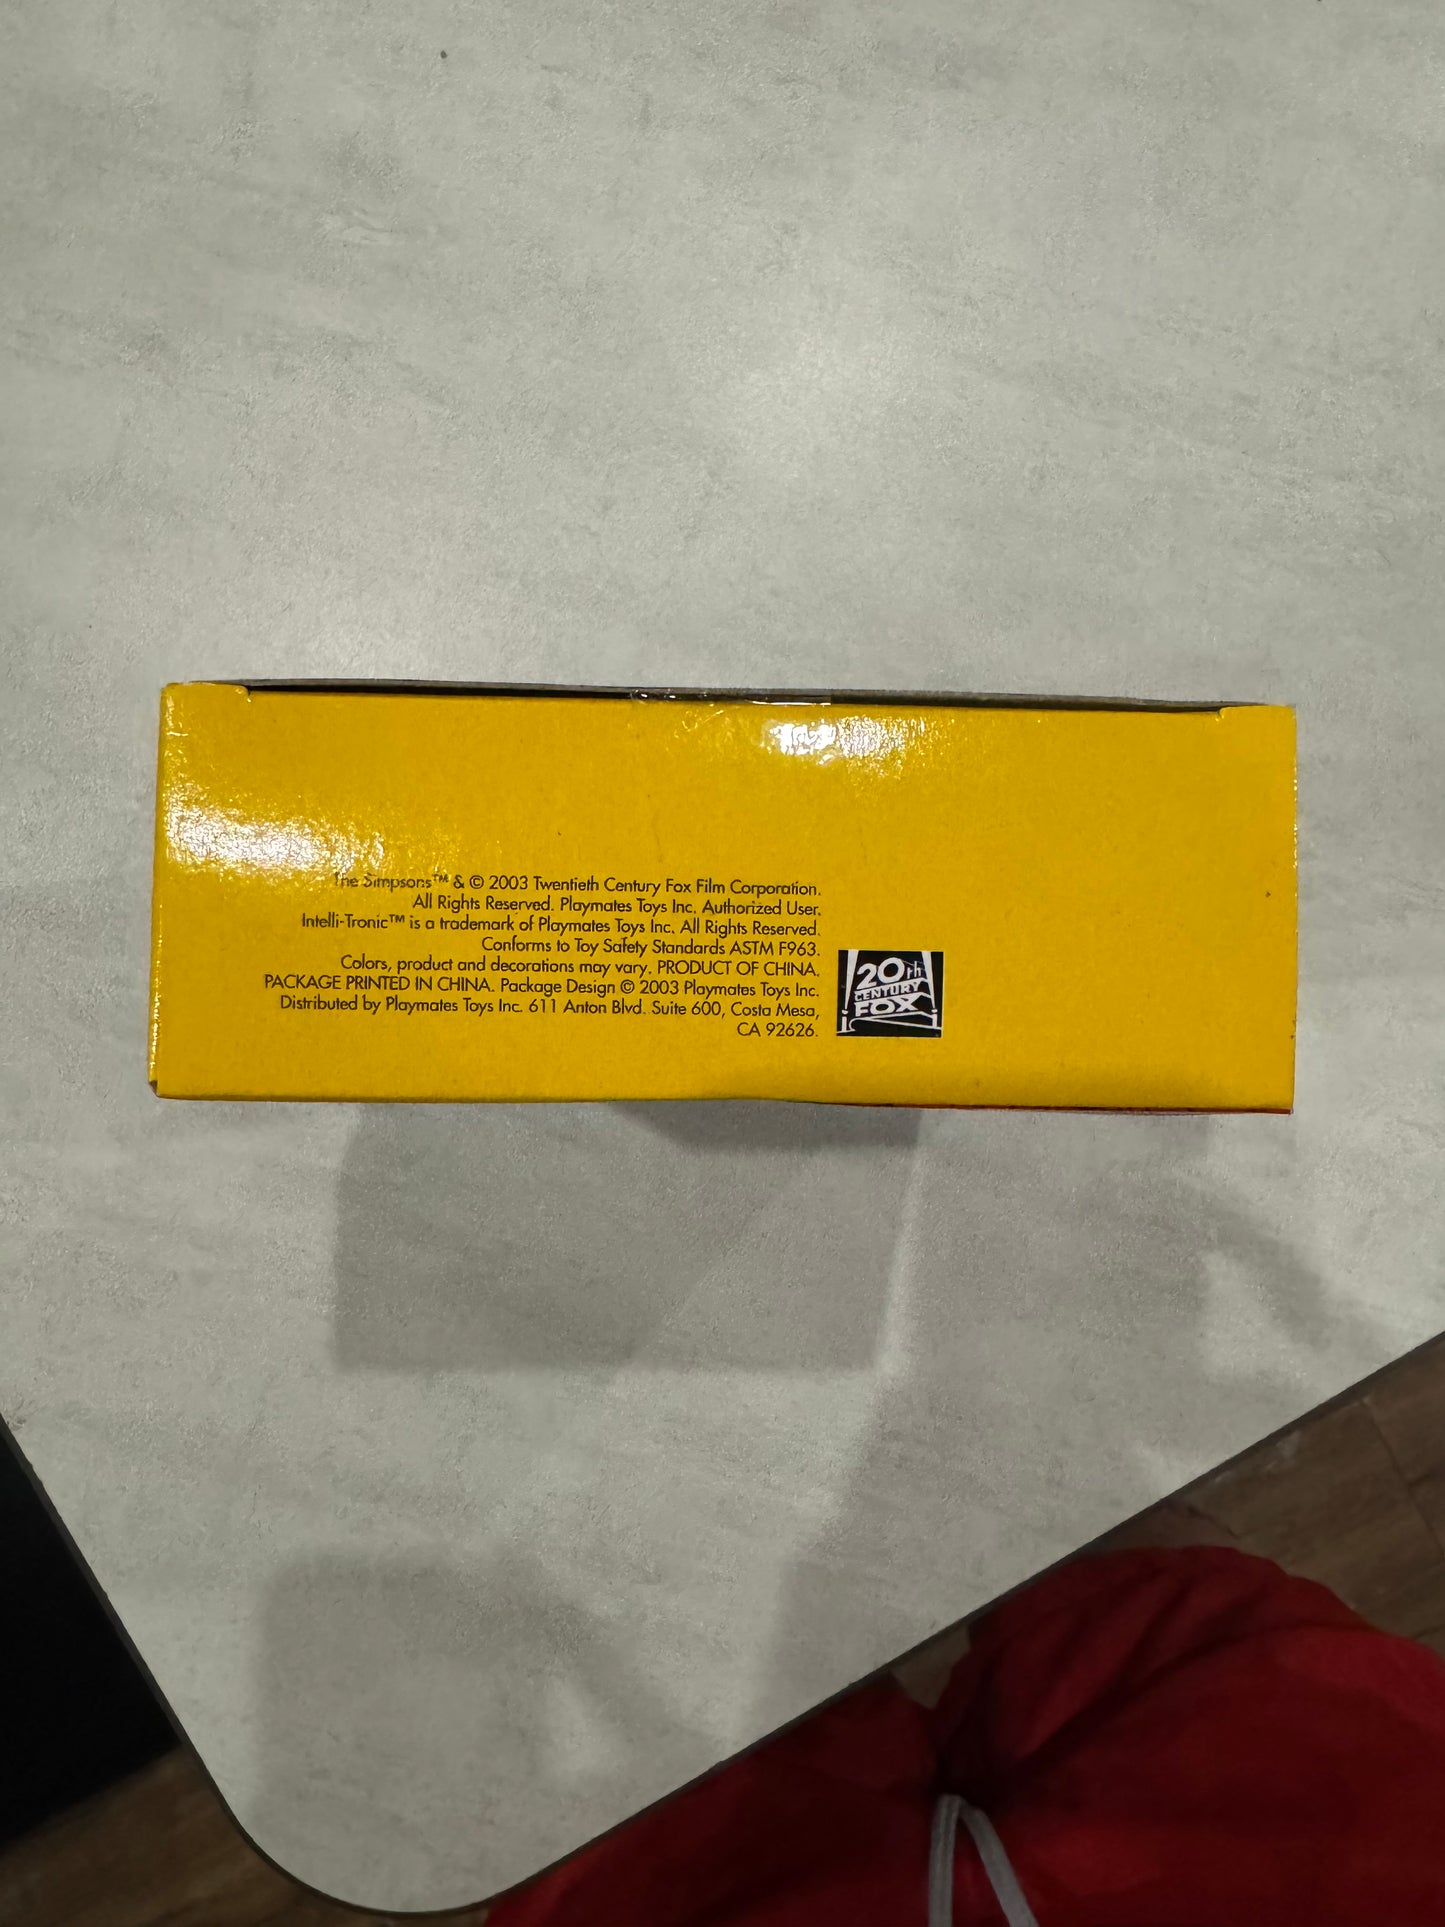 The Simpsons™ & © 2003 Twentieth Century Fox Film Corporation.
All Rights Reserved. Playmates Toys Inc. Authorized User.
Intelli-Tronic™ is a trademark of Playmates Toys Inc. All Rights Reserved.
Conforms to Toy Safety Standards ASTM F963.
Colors, product and decorations may vary. PRODUCT OF CHINA.
PACKAGE PRINTED IN CHINA. Package Design © 2003 Playmates Toys Inc.
Distributed by Playmates Toys Inc. 611 Anton Blvd. Suite 600, Costa Mesa,
CA 92626.
20th
CENTURY
FOX